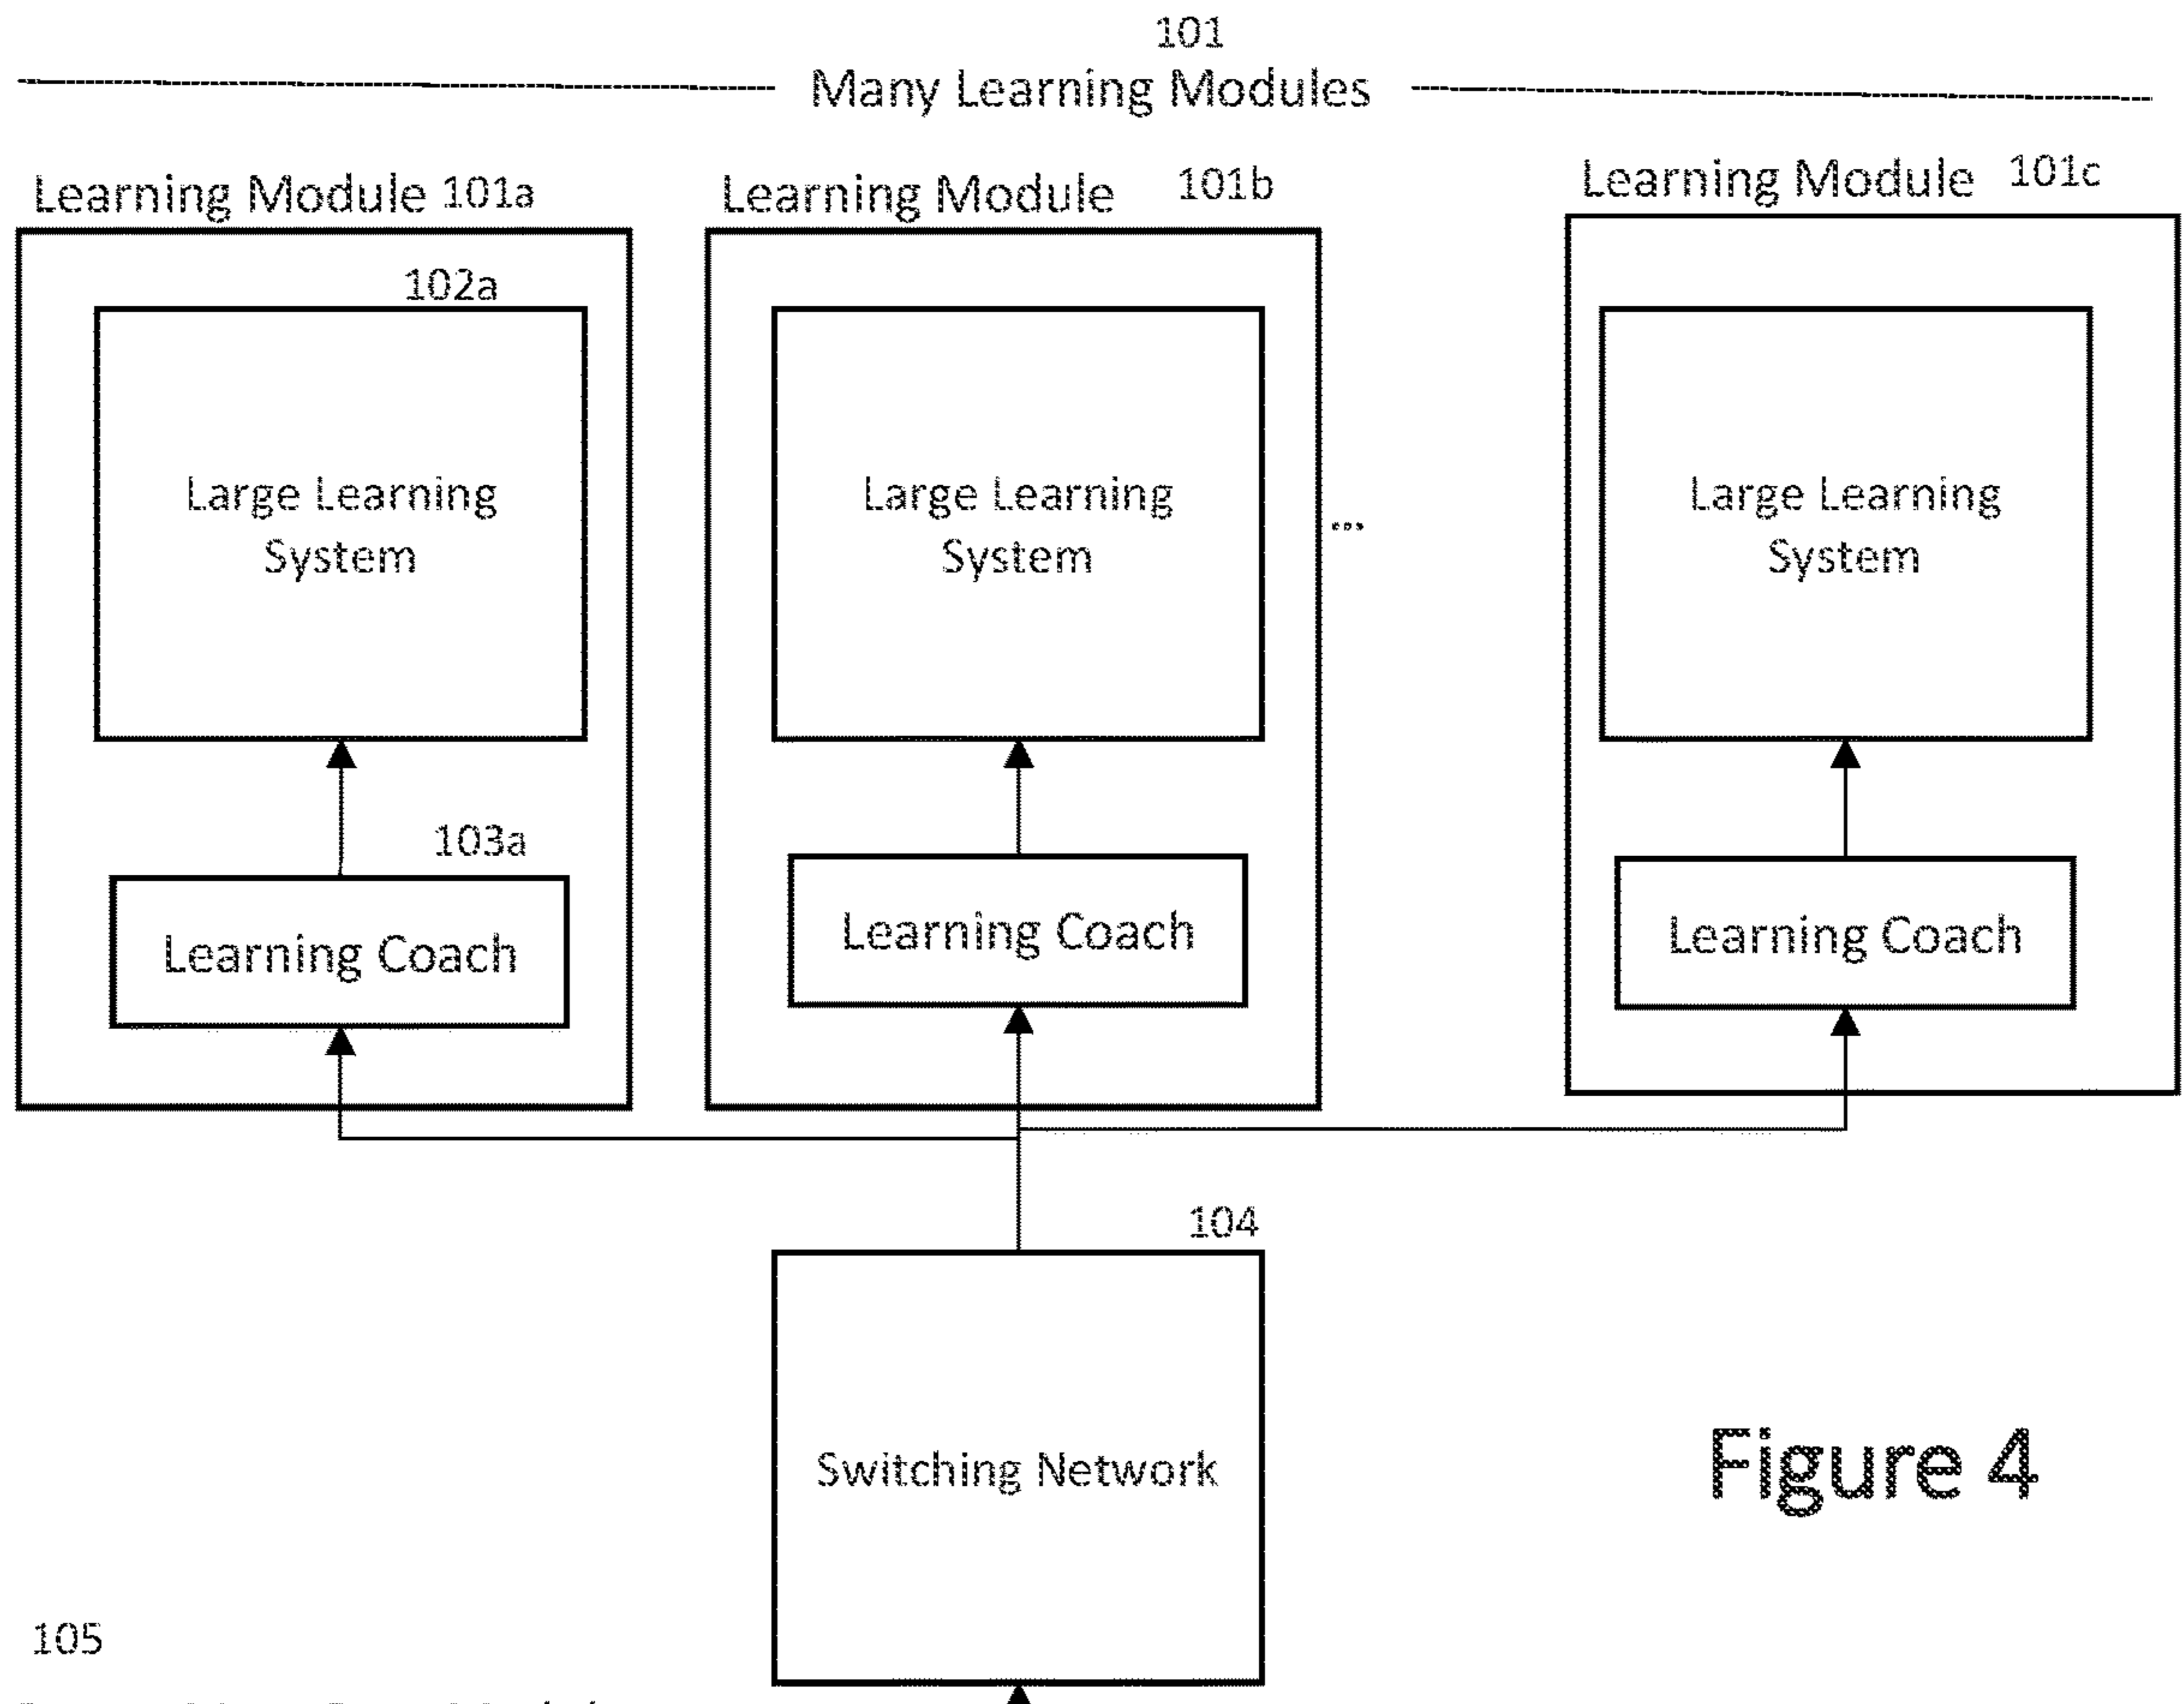 101
Many Learning Modules
Learning Module 101a
Learning Module 101b
Learning Module 101c
102a
Large Learning
System
103a
Learning Coach
Large Learning
System
...
Learning Coach
Large Learning
System
Learning Coach
104
Switching Network
Figure 4
105